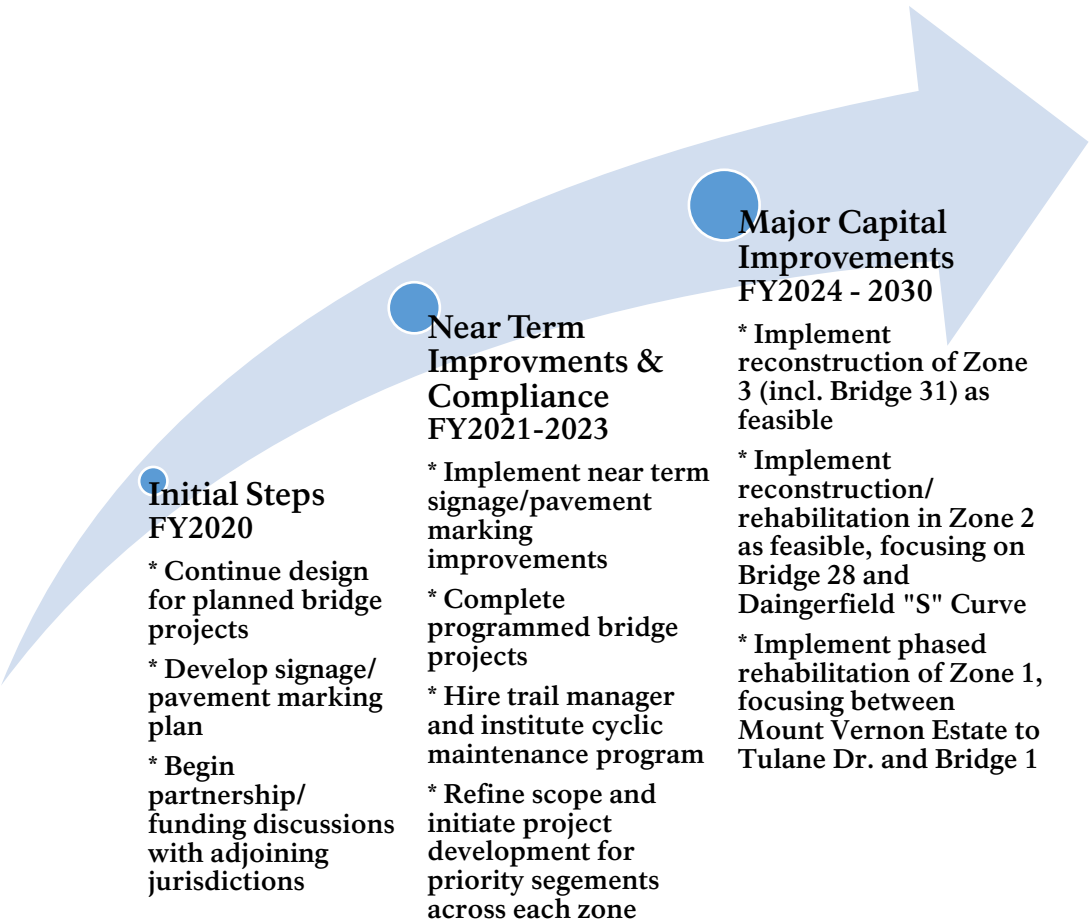 Initial Steps
FY2020
* Continue design
for planned bridge
projects
* Develop signage/
pavement marking
plan
* Begin
partnership/
funding discussions
with adjoining
jurisdictions
Near Term
Improvments &
Compliance
FY2021-2023
* Implement near term
signage/pavement
marking
improvements
* Complete
programmed bridge
projects
* Hire trail manager
and institute cyclic
maintenance program
* Refine scope and
initiate project
development for
priority segements
across each zone
Major Capital
Improvements
FY2024 - 2030
* Implement
reconstruction of Zone
3 (incl. Bridge 31) as
feasible
* Implement
reconstruction/
rehabilitation in Zone 2
as feasible, focusing on
Bridge 28 and
Daingerfield "S" Curve
* Implement phased
rehabilitation of Zone 1,
focusing between
Mount Vernon Estate to
Tulane Dr. and Bridge 1